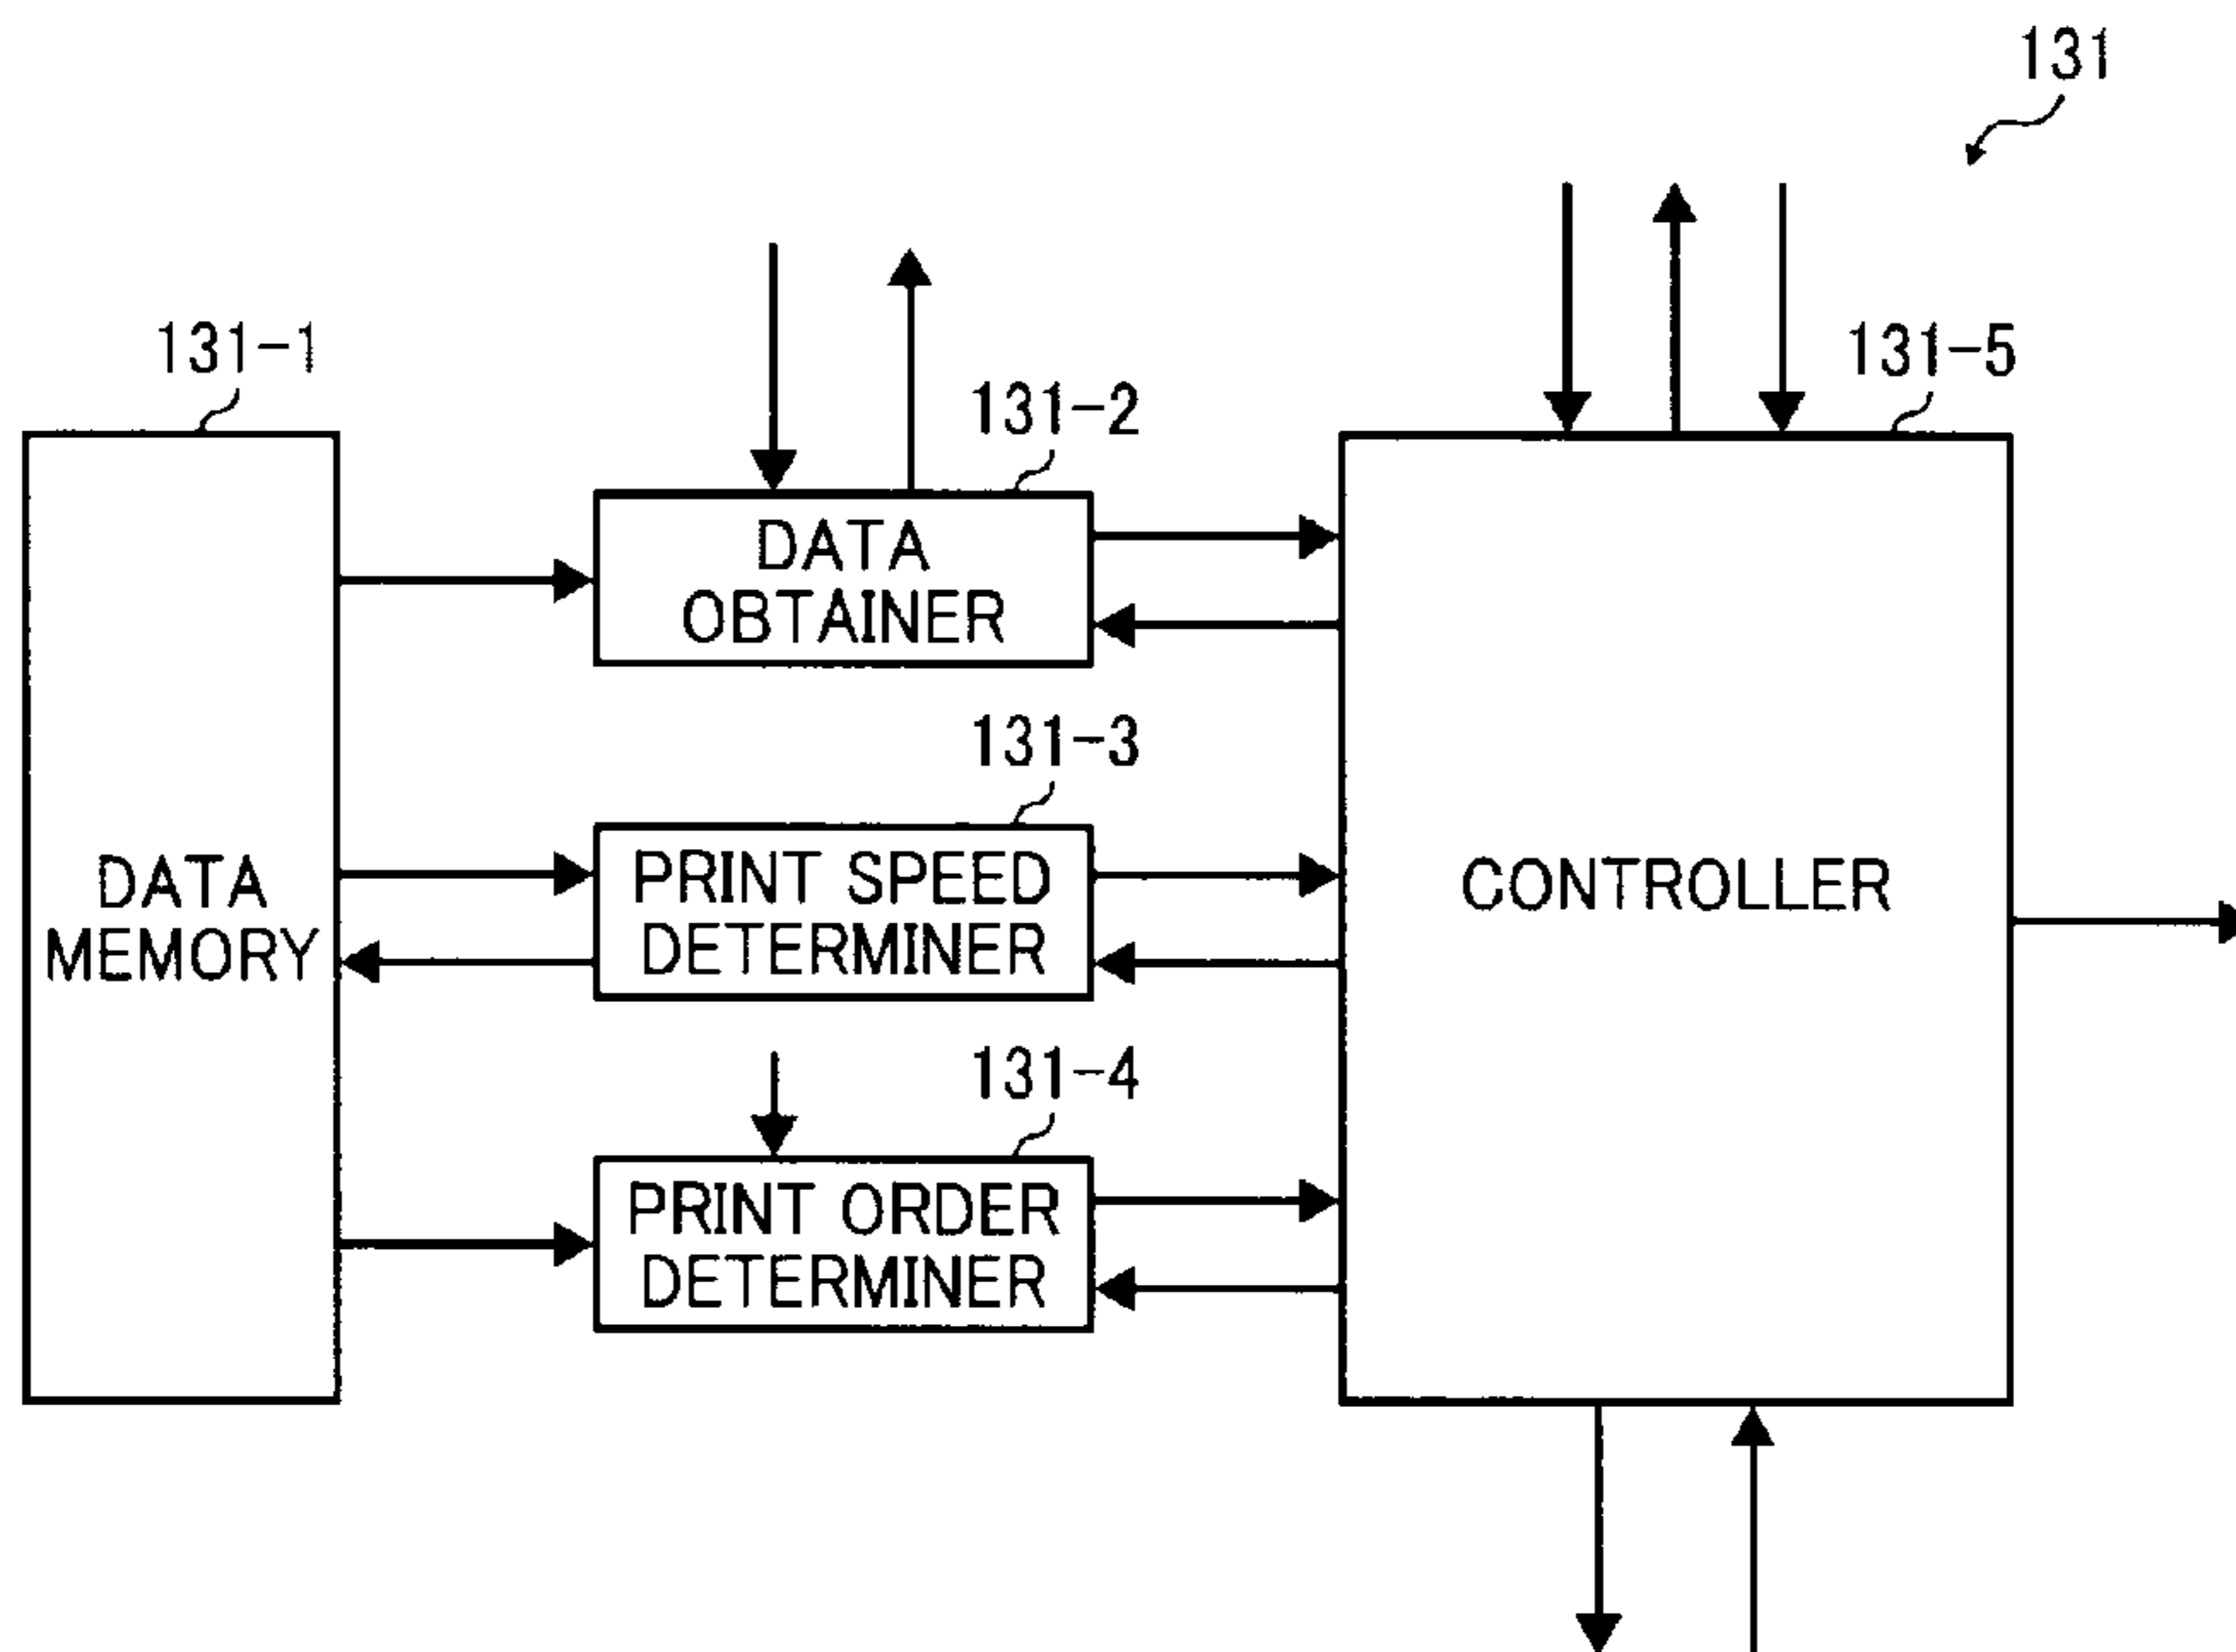 131
131-1
131-2
131-5
DATA
OBTAINER
131-3
DATA
MEMORY
PRINT SPEED
DETERMINER
CONTROLLER
131-4
PRINT ORDER
DETERMINER